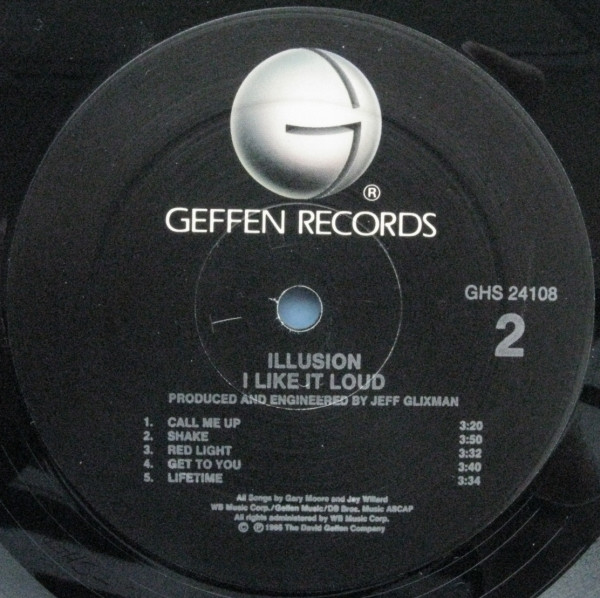 ®
GEFFEN RECORDS
GHS 24108
2
ILLUSION
I LIKE IT LOUD
PRODUCED AND ENGINEERED BY JEFF GLIXMAN
1. CALL ME UP 3:20
2. SHAKE 3:50
3. RED LIGHT 3:32
4. GET TO YOU 3:40
5. LIFETIME 3:34
All Songs by Gary Moore and Jay Willard
WB Music Corp./Geffen Music/DB Bros. Music ASCAP
All rights administered by WB Music Corp.
© ℗ 1986 The David Geffen Company